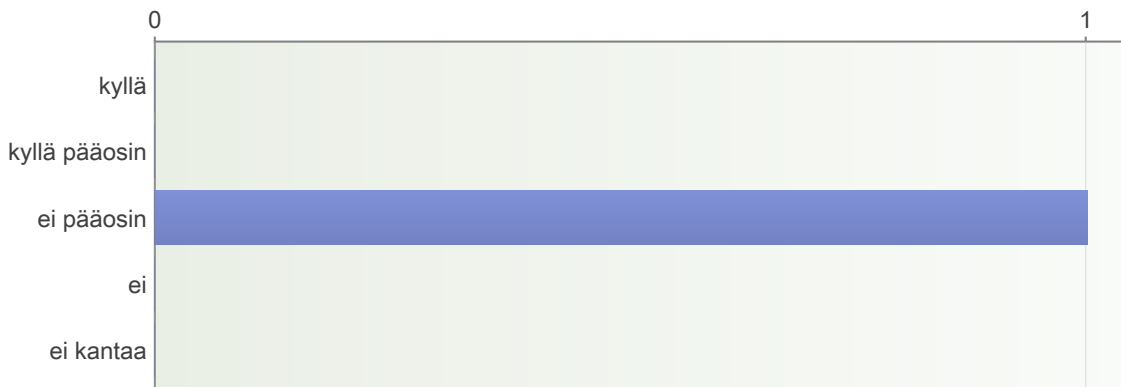 0 1
kyllä
kyllä pääosin
ei pääosin
ei
ei kantaa